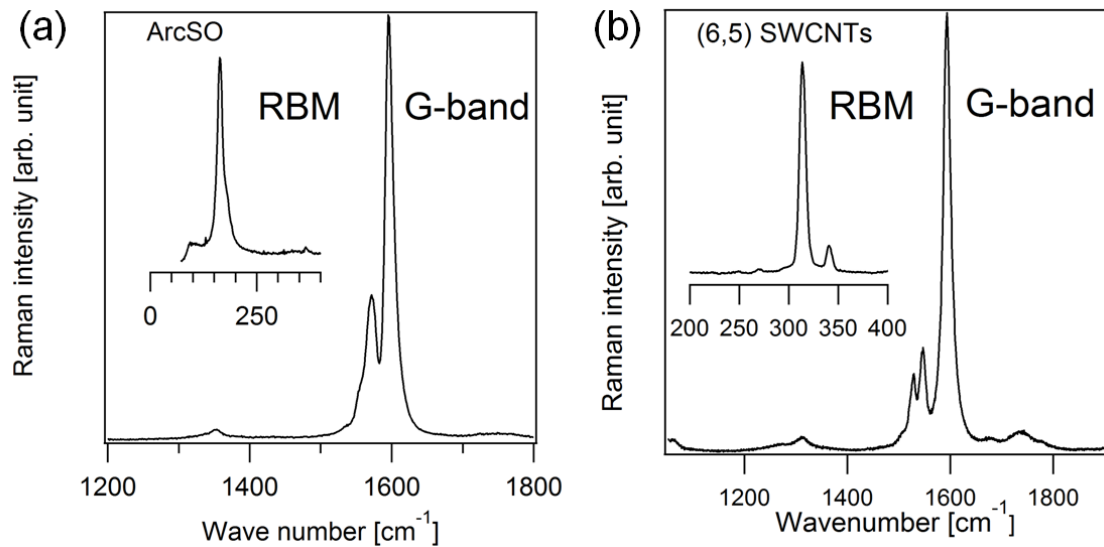 (a)
ArcSO
RBM
G-band
Raman intensity [arb. unit]
0
250
1200
1400
1600
1800
Wave number [cm-1]
(b)
(6,5) SWCNTs
RBM
G-band
Raman intensity [arb. unit]
200
250
300
350
400
1200
1400
1600
1800
Wavenumber [cm-1]